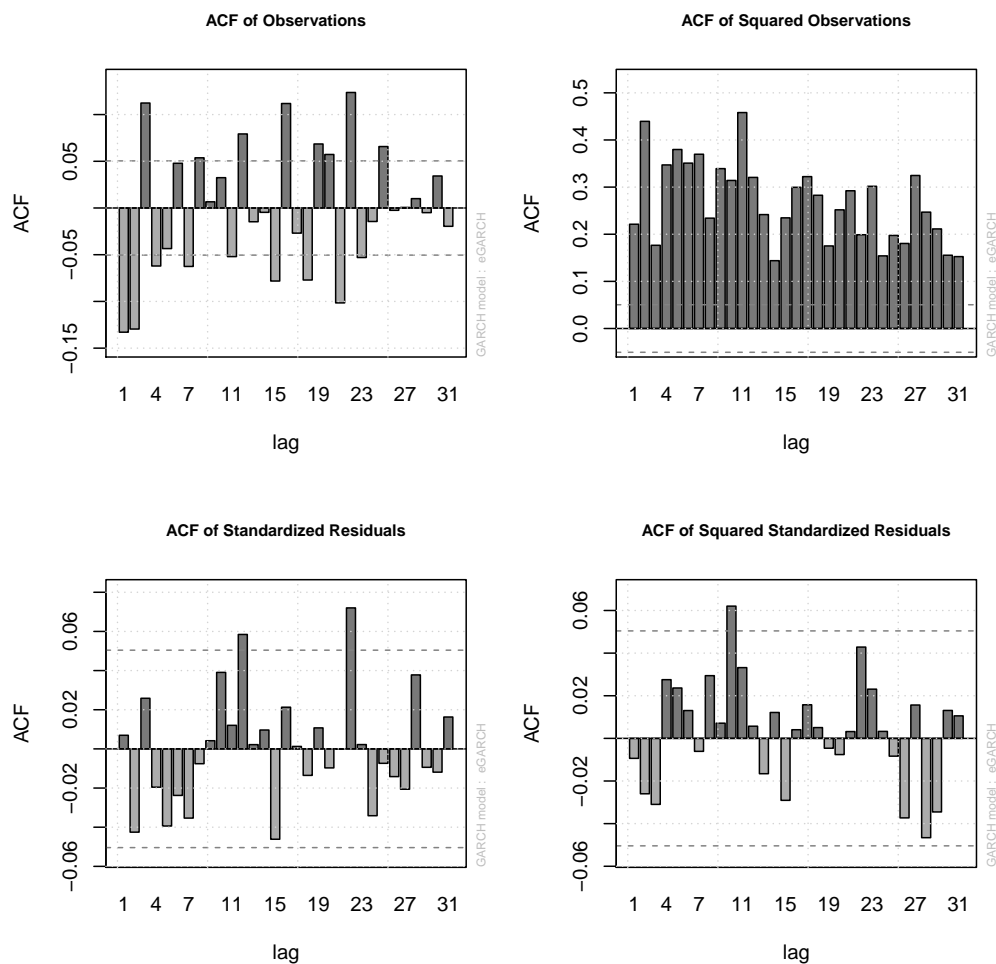 ACF of Observations
ACF
0.05
−0.05
−0.15
1 4 7 11 15 19 23 27 31
lag
GARCH model : eGARCH
ACF of Squared Observations
ACF
0.5
0.4
0.3
0.2
0.1
0.0
1 4 7 11 15 19 23 27 31
lag
GARCH model : eGARCH
ACF of Standardized Residuals
ACF
0.06
0.02
−0.02
−0.06
1 4 7 11 15 19 23 27 31
lag
GARCH model : eGARCH
ACF of Squared Standardized Residuals
ACF
0.06
0.02
−0.02
−0.06
1 4 7 11 15 19 23 27 31
lag
GARCH model : eGARCH